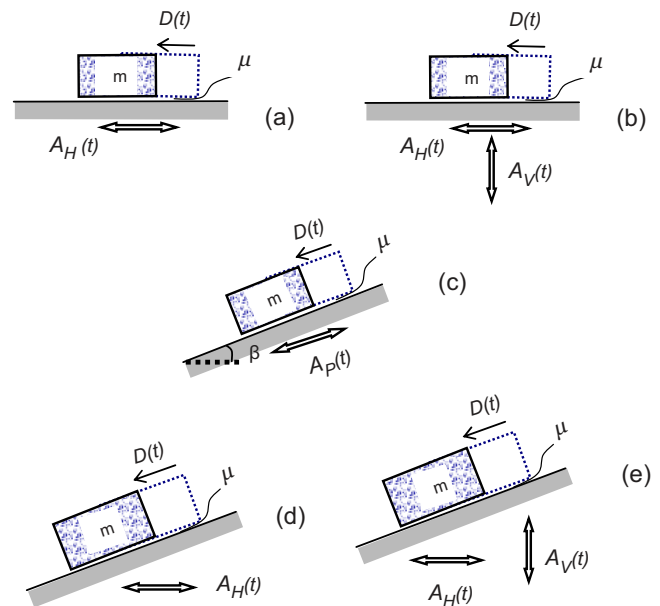 D(t)
μ
m
A_H (t)
(a)
D(t)
μ
m
A_H(t)
A_V(t)
(b)
D(t)
μ
m
β
A_P(t)
(c)
D(t)
μ
m
A_H(t)
(d)
D(t)
μ
m
A_H(t)
A_V(t)
(e)